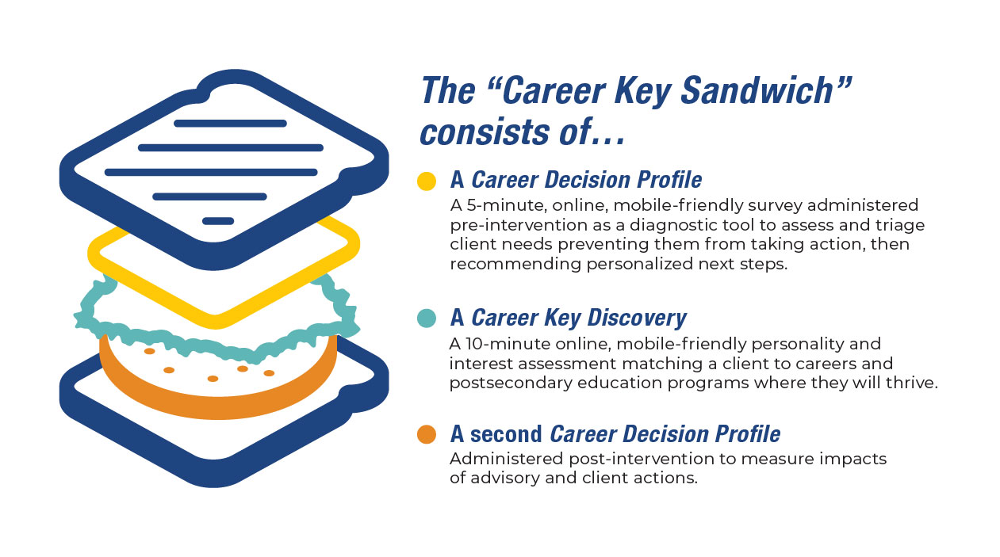 The “Career Key Sandwich”
consists of…
A Career Decision Profile
A 5-minute, online, mobile-friendly survey administered
pre-intervention as a diagnostic tool to assess and triage
client needs preventing them from taking action, then
recommending personalized next steps.
A Career Key Discovery
A 10-minute online, mobile-friendly personality and
interest assessment matching a client to careers and
postsecondary education programs where they will thrive.
A second Career Decision Profile
Administered post-intervention to measure impacts
of advisory and client actions.